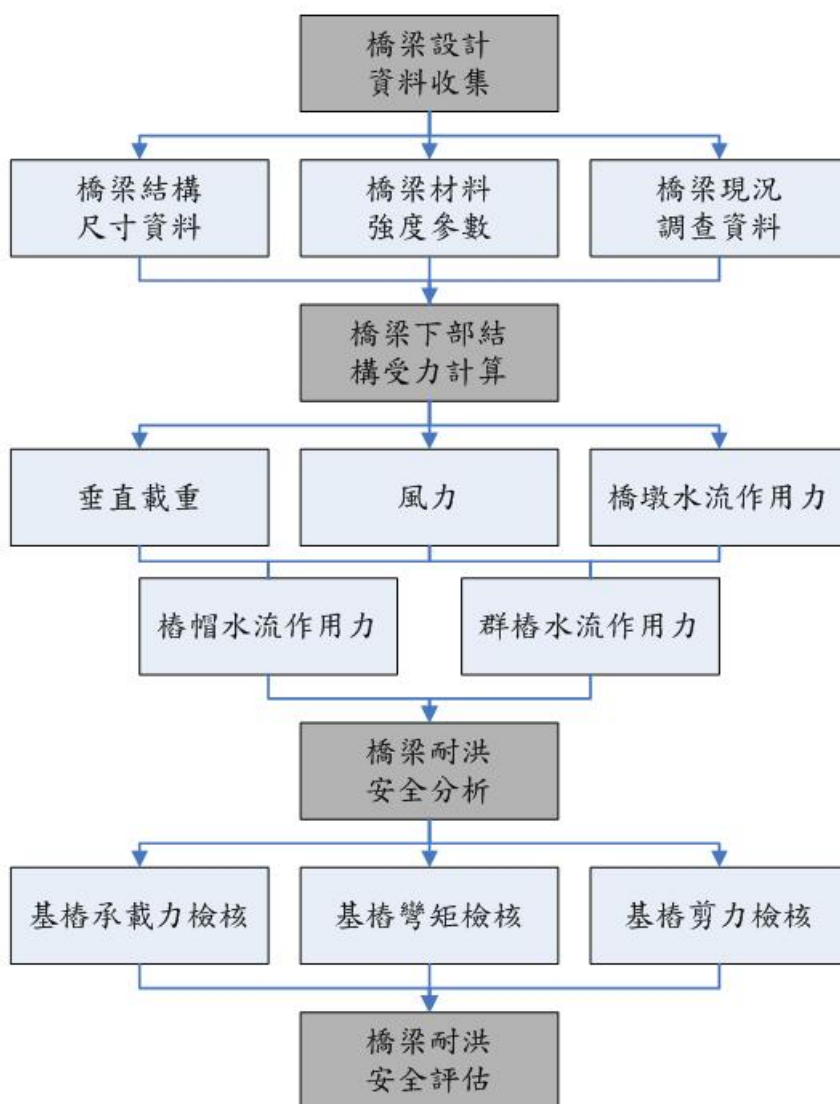 橋梁設計
資料收集
橋梁結構
尺寸資料
橋梁材料
強度參數
橋梁現況
調查資料
橋梁下部結
構受力計算
垂直載重
風力
橋墩水流作用力
樁帽水流作用力
群樁水流作用力
橋梁耐洪
安全分析
基樁承載力檢核
基樁彎矩檢核
基樁剪力檢核
橋梁耐洪
安全評估